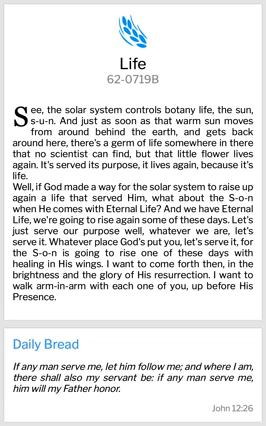 Life
62-0719B
See, the solar system controls botany life, the sun,
s-u-n. And just as soon as that warm sun moves
from around behind the earth, and gets back
around here, there's a germ of life somewhere in there
that no scientist can find, but that little flower lives
again. It's served its purpose, it lives again, because it's
life.
Well, if God made a way for the solar system to raise up
again a life that served Him, what about the S-o-n
when He comes with Eternal Life? And we have Eternal
Life, we're going to rise again some of these days. Let's
just serve our purpose well, whatever we are, let's
serve it. Whatever place God's put you, let's serve it, for
the S-o-n is going to rise one of these days with
healing in His wings. I want to come forth then, in the
brightness and the glory of His resurrection. I want to
walk arm-in-arm with each one of you, up before His
Presence.
Daily Bread
If any man serve me, let him follow me; and where I am,
there shall also my servant be: if any man serve me,
him will my Father honor.
John 12:26